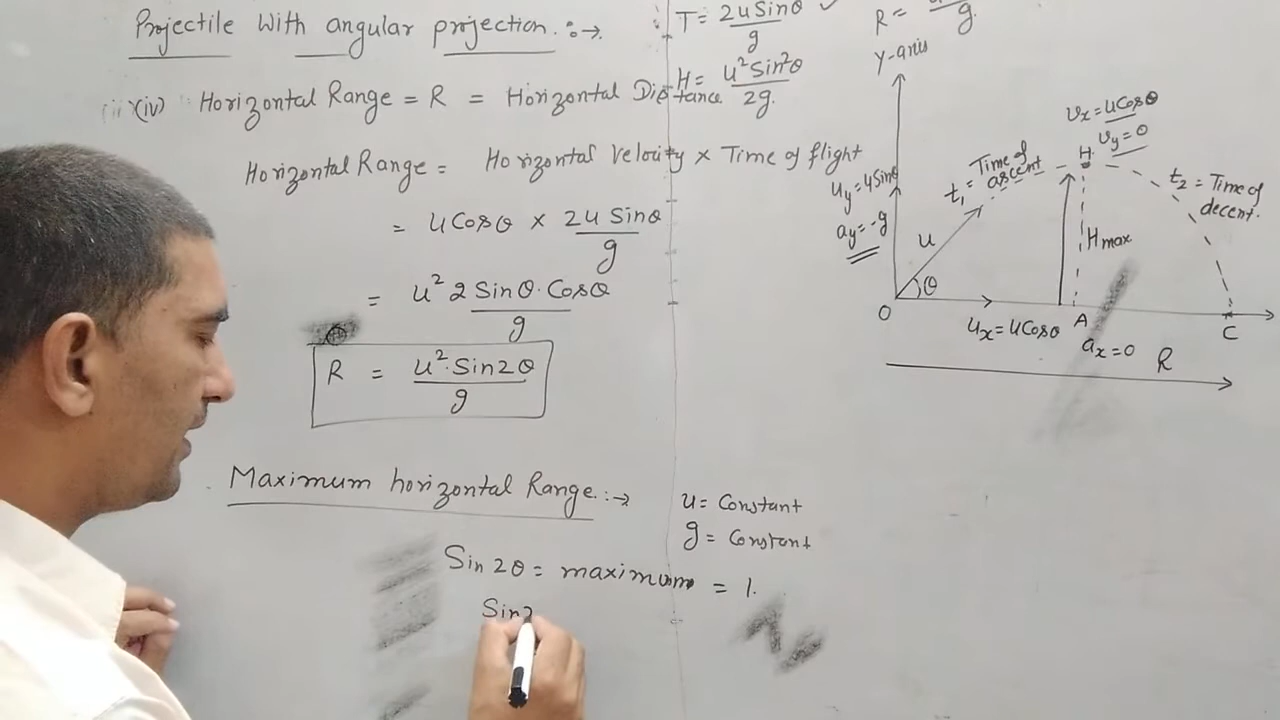 Projectile with angular projection.:→
T = 2u Sinθ / g ✓
R = / g.
H = u² Sin²θ / 2g.
(iv) Horizontal Range = R = Horizontal Distance.
Horizontal Range = Horizontal Velocity × Time of flight
= u Cosθ × 2u Sinθ / g
= u² 2 Sinθ. Cosθ / g
R = u². Sin2θ / g
Maximum horizontal Range.:→
u = Constant
g = Constant
Sin 2θ = maximum = 1.
Sin2
Y-axis
vx = u Cosθ
vy = 0
H
t1 = Time of ascent
t2 = Time of decent.
uy = u Sinθ
ay = -g
u
Hmax
θ
O
ux = u Cosθ
A
C
ax = 0
R